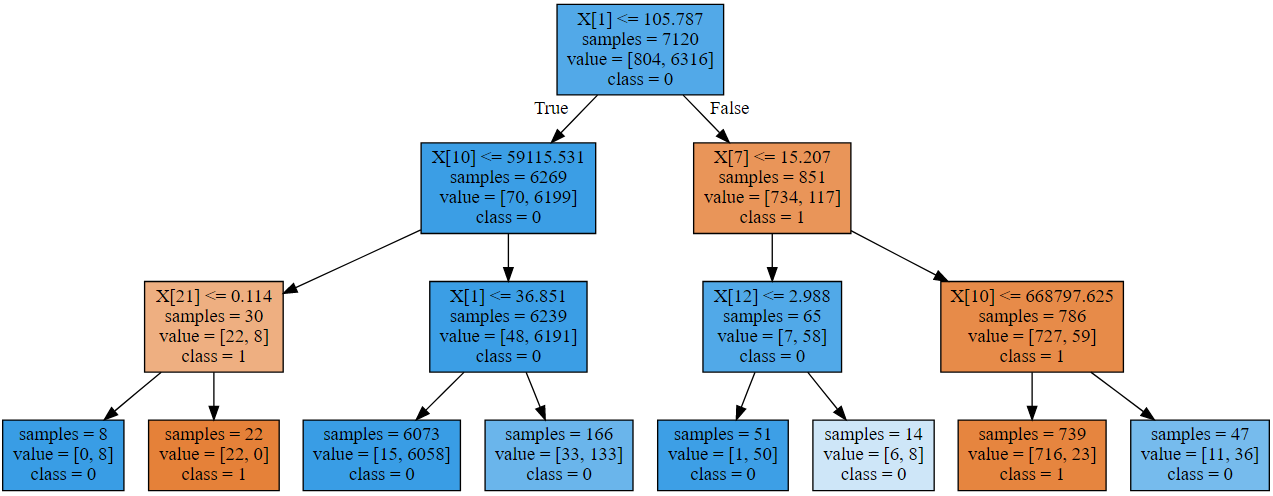 X[1] <= 105.787
samples = 7120
value = [804, 6316]
class = 0
True
False
X[10] <= 59115.531
samples = 6269
value = [70, 6199]
class = 0
X[7] <= 15.207
samples = 851
value = [734, 117]
class = 1
X[21] <= 0.114
samples = 30
value = [22, 8]
class = 1
X[1] <= 36.851
samples = 6239
value = [48, 6191]
class = 0
X[12] <= 2.988
samples = 65
value = [7, 58]
class = 0
X[10] <= 668797.625
samples = 786
value = [727, 59]
class = 1
samples = 8
value = [0, 8]
class = 0
samples = 22
value = [22, 0]
class = 1
samples = 6073
value = [15, 6058]
class = 0
samples = 166
value = [33, 133]
class = 0
samples = 51
value = [1, 50]
class = 0
samples = 14
value = [6, 8]
class = 0
samples = 739
value = [716, 23]
class = 1
samples = 47
value = [11, 36]
class = 0